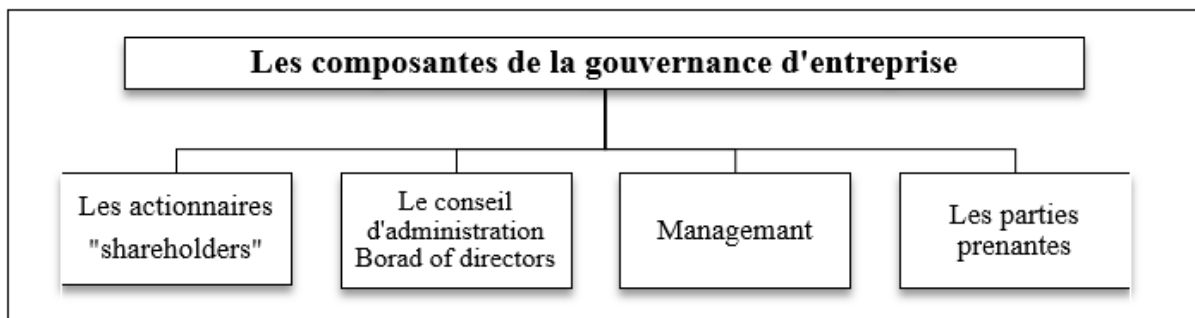 Les composantes de la gouvernance d'entreprise
Les actionnaires
"shareholders"
Le conseil
d'administration
Borad of directors
Managemant
Les parties
prenantes